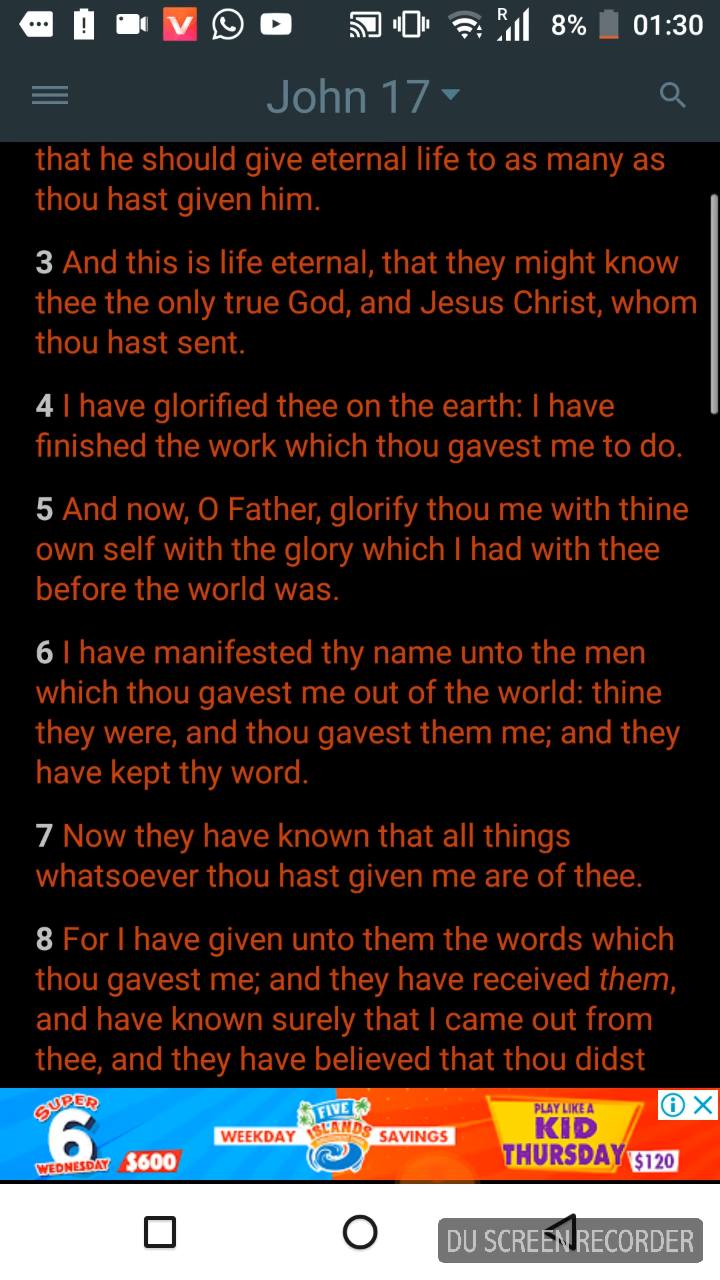 R 8% 01:30
John 17
that he should give eternal life to as many as
thou hast given him.
3 And this is life eternal, that they might know
thee the only true God, and Jesus Christ, whom
thou hast sent.
4 I have glorified thee on the earth: I have
finished the work which thou gavest me to do.
5 And now, O Father, glorify thou me with thine
own self with the glory which I had with thee
before the world was.
6 I have manifested thy name unto the men
which thou gavest me out of the world: thine
they were, and thou gavest them me; and they
have kept thy word.
7 Now they have known that all things
whatsoever thou hast given me are of thee.
8 For I have given unto them the words which
thou gavest me; and they have received them,
and have known surely that I came out from
thee, and they have believed that thou didst
SUPER
6
WEDNESDAY $600
FIVE
WEEKDAY ISLANDS SAVINGS
PLAY LIKE A
KID
THURSDAY $120
DU SCREEN RECORDER